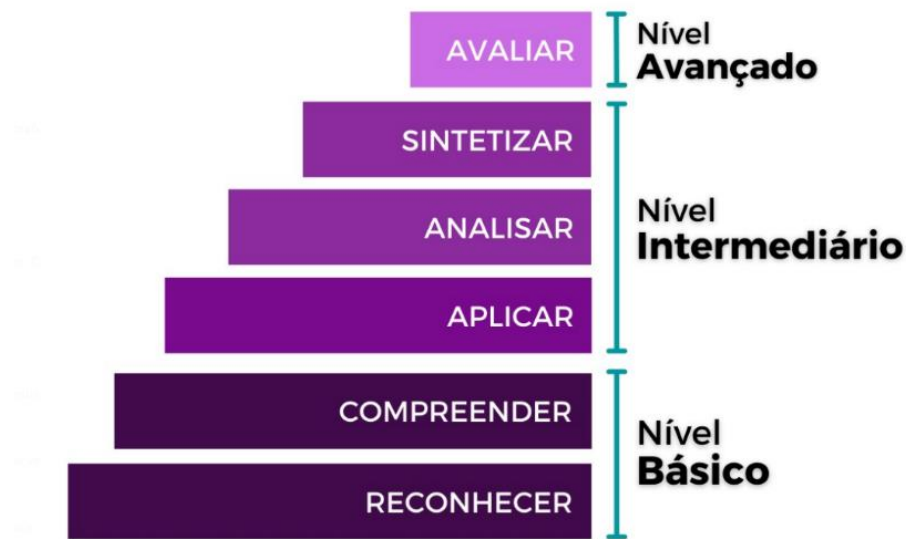 AVALIAR
Nível
Avançado
SINTETIZAR
ANALISAR
APLICAR
Nível
Intermediário
COMPREENDER
RECONHECER
Nível
Básico